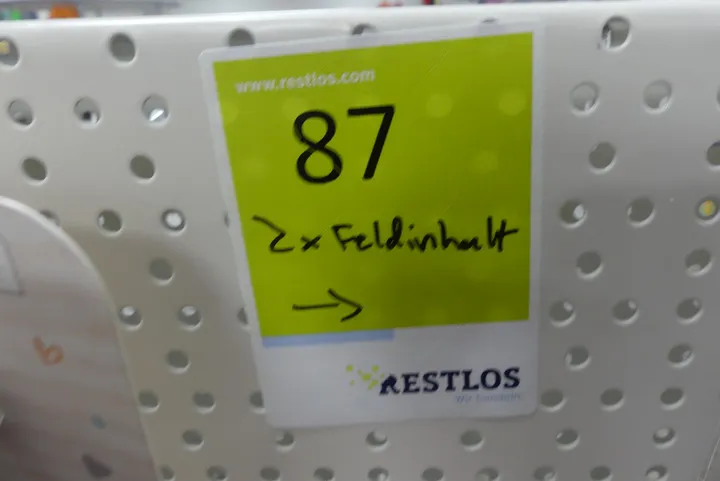 www.restlos.com
87
2x Feldinhalt
→
RESTLOS